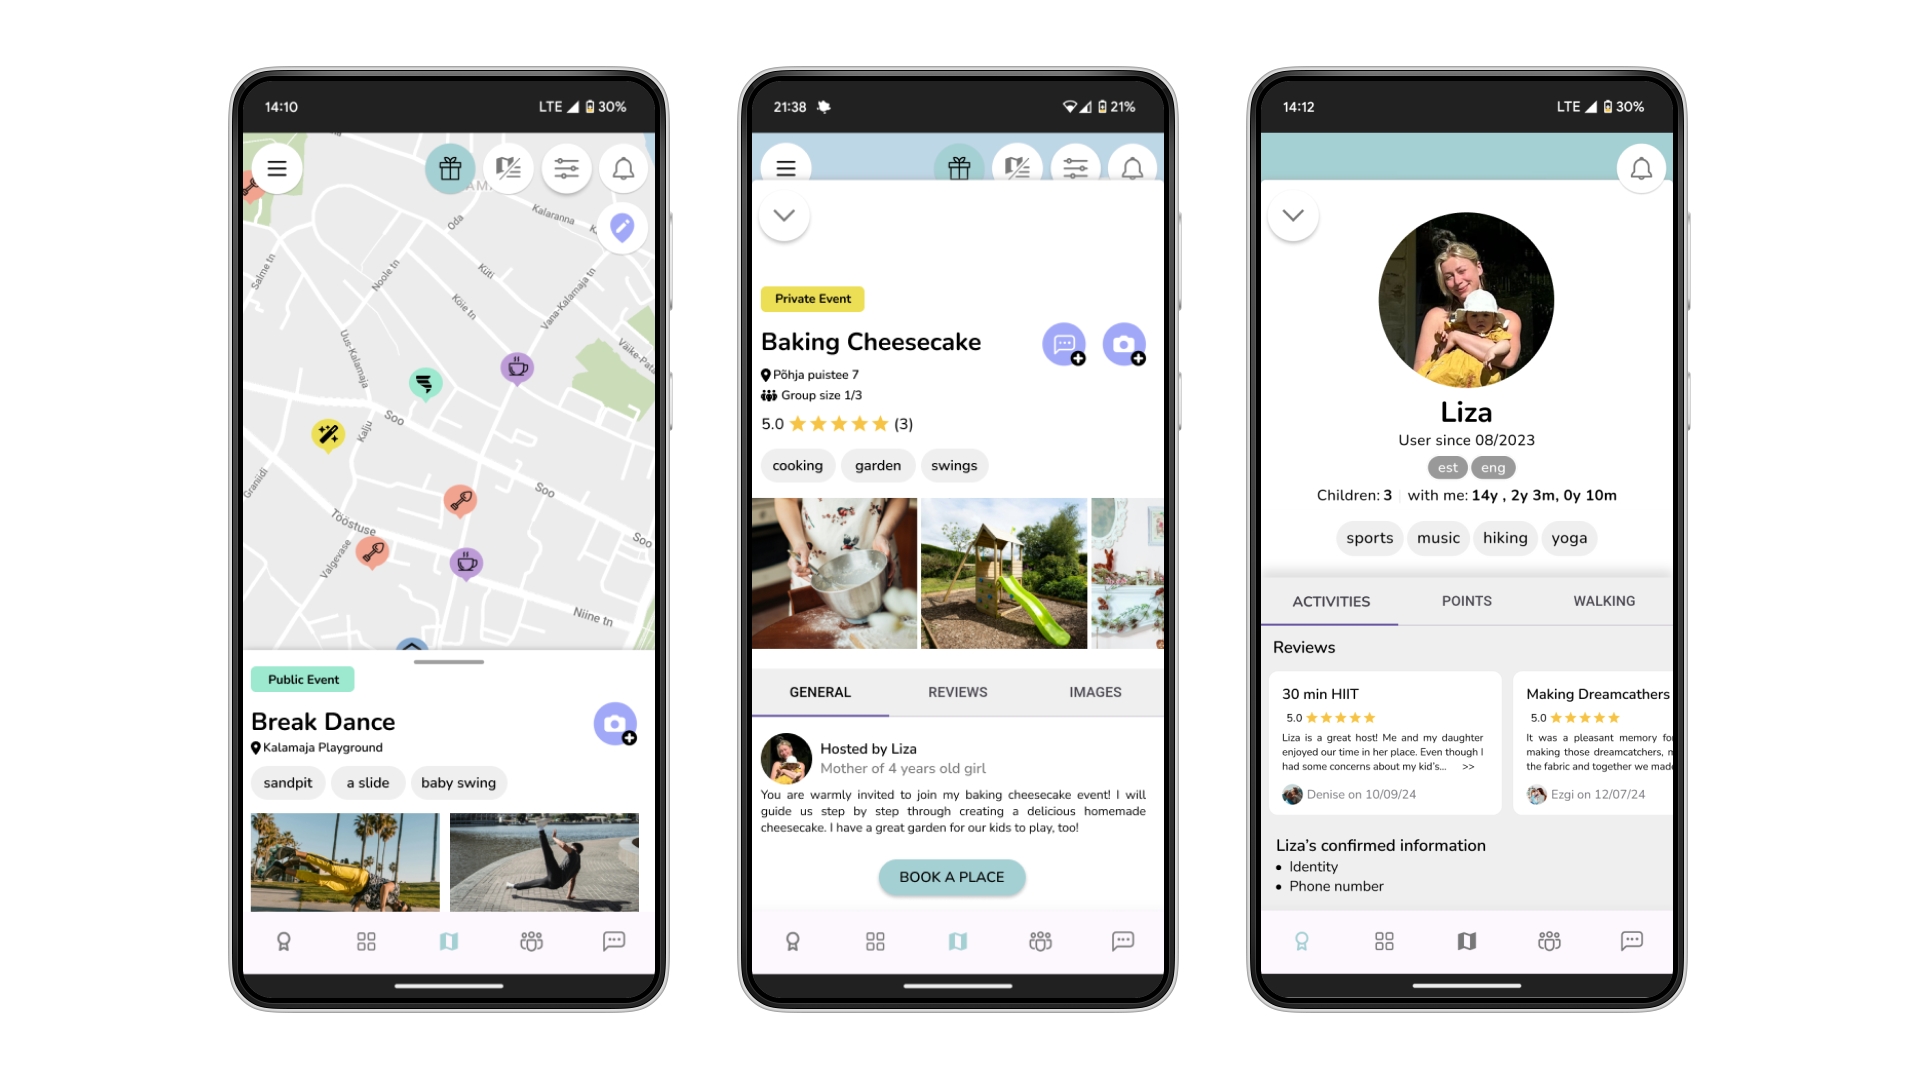 14:10
LTE 30%
Kalaranna
Oda
Salme tn
Noole tn
Küti
Köie tn
Vana-Kalamaja tn
Uus-Kalamaja
Väike-Pat
Soo
Kalju
Graniidi
Soo
Tööstuse
Soo
Valgevase
Niine tn
Public Event
Break Dance
Kalamaja Playground
sandpit
a slide
baby swing
21:38
21%
Private Event
Baking Cheesecake
Põhja puistee 7
Group size 1/3
5.0 (3)
cooking
garden
swings
GENERAL
REVIEWS
IMAGES
Hosted by Liza
Mother of 4 years old girl
You are warmly invited to join my baking cheesecake event! I will
guide us step by step through creating a delicious homemade
cheesecake. I have a great garden for our kids to play, too!
BOOK A PLACE
14:12
LTE 30%
Liza
User since 08/2023
est
eng
Children: 3 with me: 14y , 2y 3m, 0y 10m
sports
music
hiking
yoga
ACTIVITIES
POINTS
WALKING
Reviews
30 min HIIT
5.0
Liza is a great host! Me and my daughter
enjoyed our time in her place. Even though I
had some concerns about my kid's... >>
Denise on 10/09/24
Making Dreamcathers
5.0
It was a pleasant memory for
making those dreamcatchers,
the fabric and together we made
Ezgi on 12/07/24
Liza's confirmed information
• Identity
• Phone number